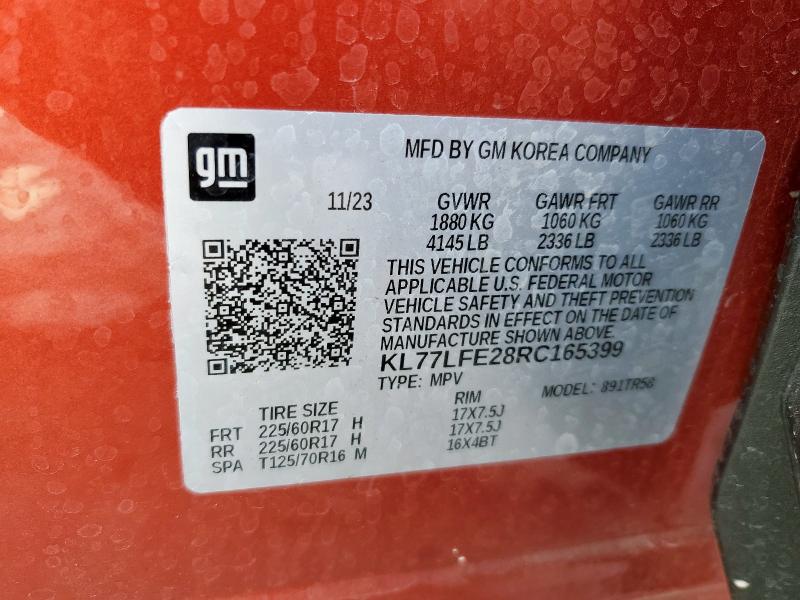 gm
MFD BY GM KOREA COMPANY
11/23 GVWR GAWR FRT GAWR RR
1880 KG 1060 KG 1060 KG
4145 LB 2336 LB 2336 LB
THIS VEHICLE CONFORMS TO ALL
APPLICABLE U.S. FEDERAL MOTOR
VEHICLE SAFETY AND THEFT PREVENTION
STANDARDS IN EFFECT ON THE DATE OF
MANUFACTURE SHOWN ABOVE.
KL77LFE28RC165399
TYPE: MPV MODEL: 891TR58
TIRE SIZE RIM
FRT 225/60R17 H 17X7.5J
RR 225/60R17 H 17X7.5J
SPA T125/70R16 M 16X4BT